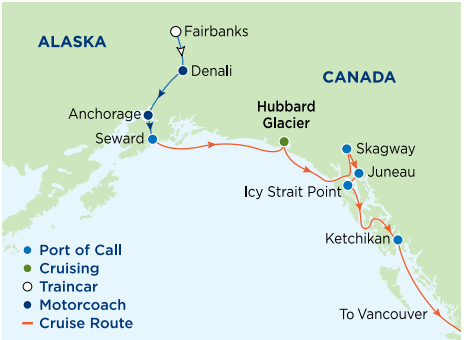 Fairbanks
ALASKA
Denali
CANADA
Hubbard
Glacier
Anchorage
Seward
Skagway
Juneau
Icy Strait Point
Ketchikan
To Vancouver
Port of Call
Cruising
Traincar
Motorcoach
Cruise Route